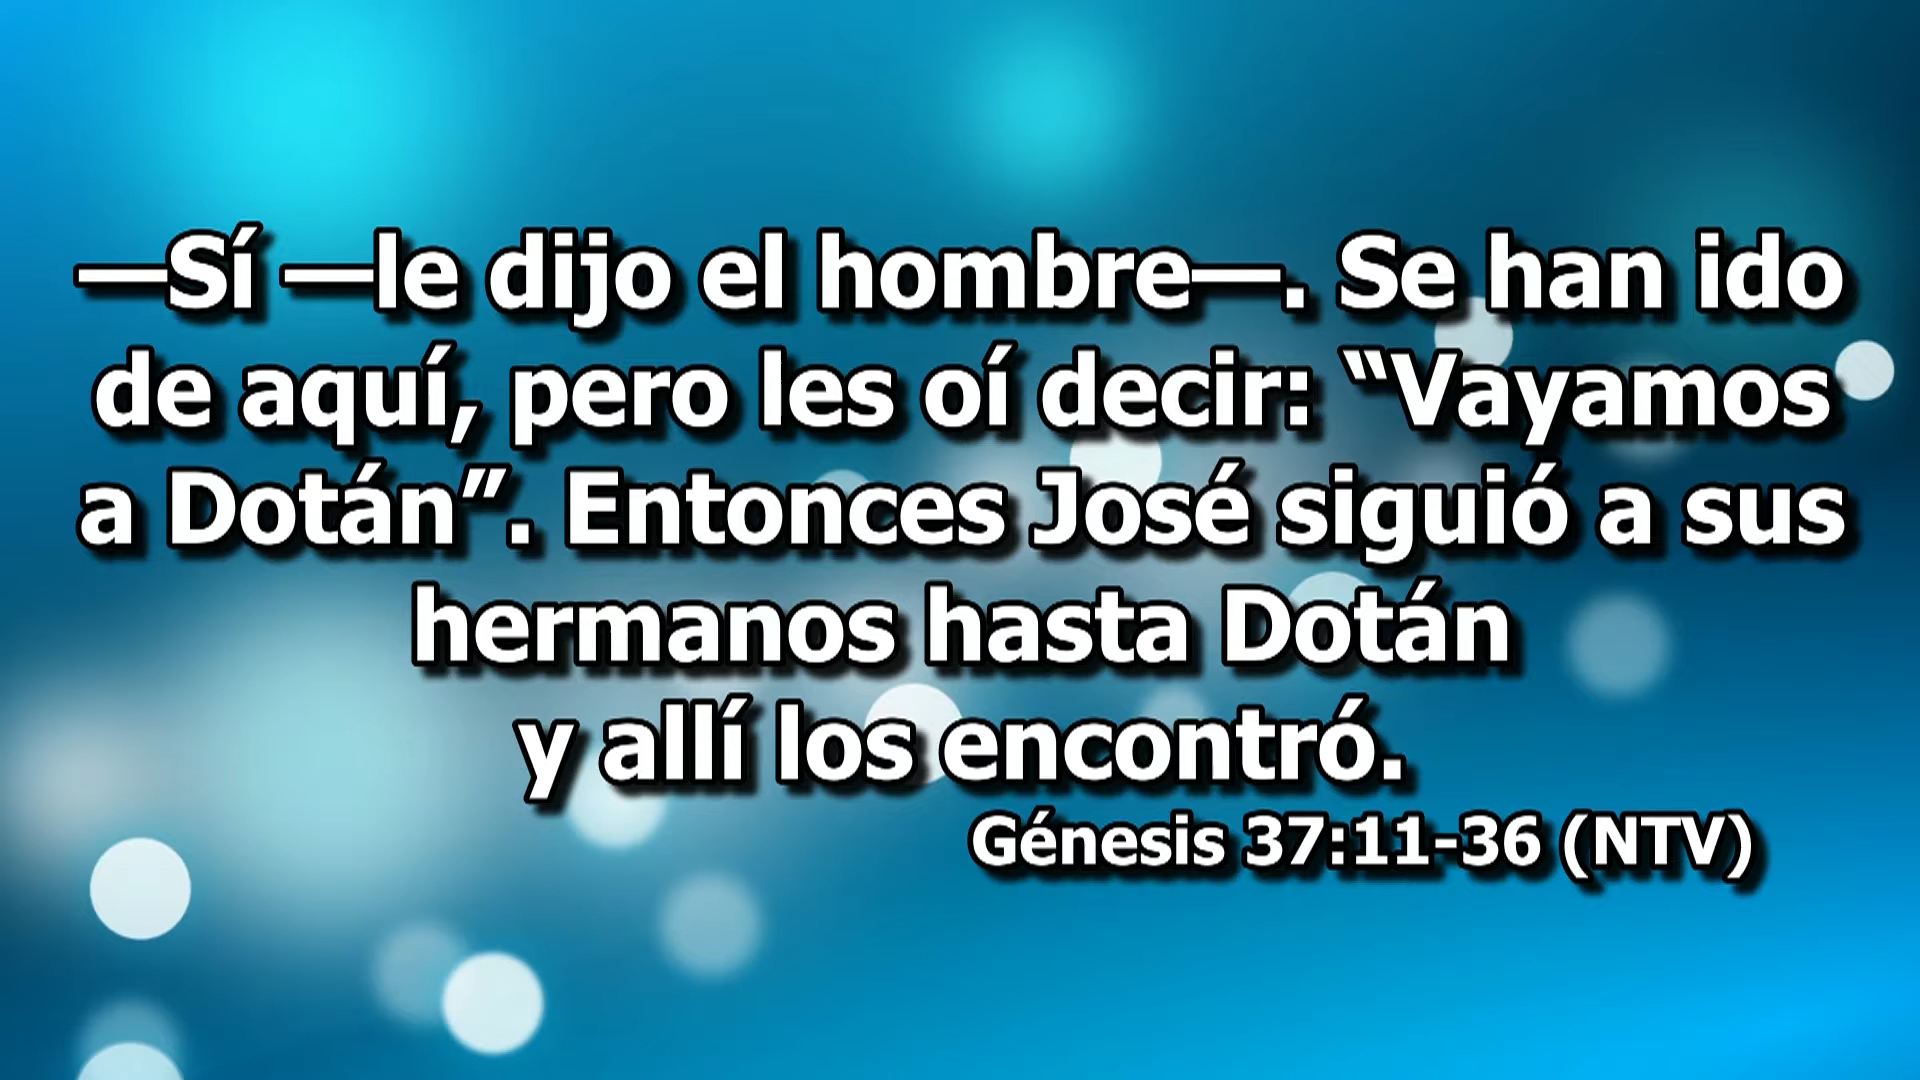 —Sí —le dijo el hombre—. Se han ido
de aquí, pero les oí decir: “Vayamos
a Dotán”. Entonces José siguió a sus
hermanos hasta Dotán
y allí los encontró.
Génesis 37:11-36 (NTV)